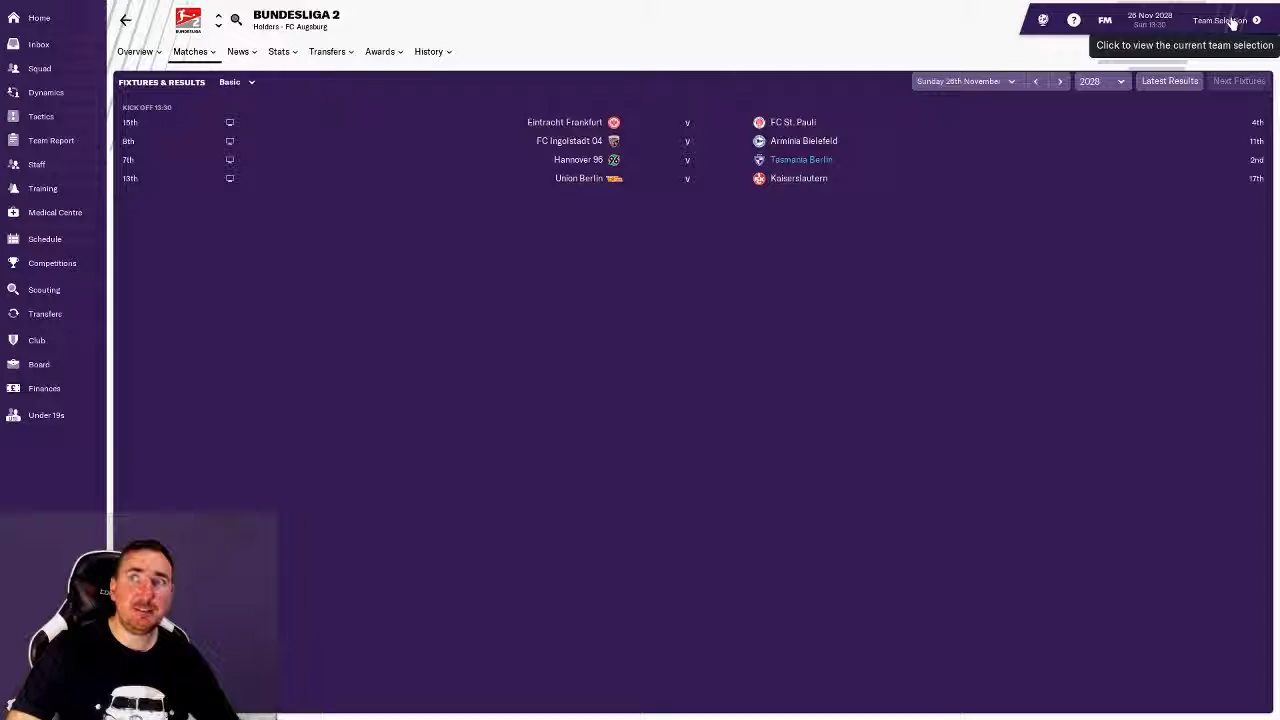 Home
BUNDESLIGA 2
Holders - FC Augsburg
26 Nov 2028
Sun 13:30
Team Selection
FM
Click to view the current team selection
Inbox
Overview
Matches
News
Stats
Transfers
Awards
History
Squad
FIXTURES & RESULTS
Basic
Sunday 26th November
2028
Latest Results
Next Fixtures
Dynamics
KICK OFF 13:30
Tactics
15th Eintracht Frankfurt v FC St. Pauli 4th
Team Report
8th FC Ingolstadt 04 v Arminia Bielefeld 11th
Staff
7th Hannover 96 v Tasmania Berlin 2nd
Training
13th Union Berlin v Kaiserslautern 17th
Medical Centre
Schedule
Competitions
Scouting
Transfers
Club
Board
Finances
Under 19s